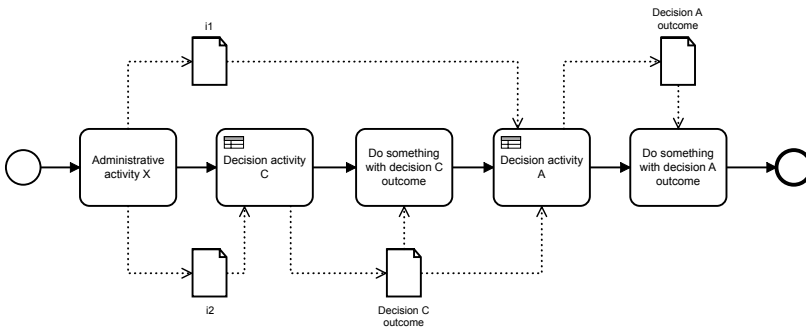 i1
Decision A
outcome
Administrative
activity X
Decision activity
C
Do something
with decision C
outcome
Decision activity
A
Do something
with decision A
outcome
i2
Decision C
outcome